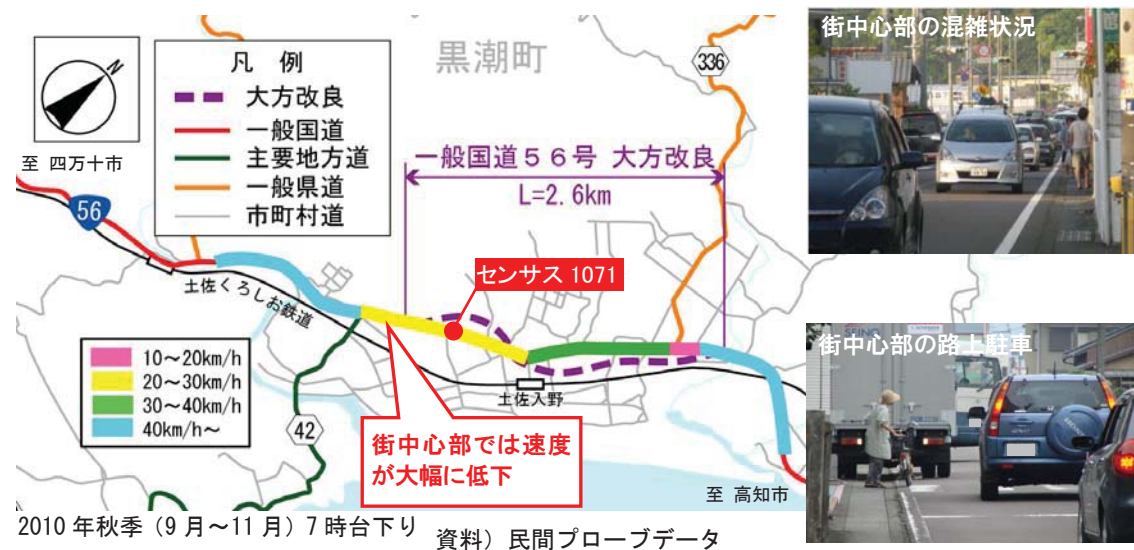 凡 例
大方改良
一般国道
主要地方道
一般県道
市町村道
黒潮町
336
至 四万十市
56
一般国道５６号 大方改良
L=2.6km
センサス 1071
土佐くろしお鉄道
10～20km/h
20～30km/h
30～40km/h
40km/h～
42
土佐入野
街中心部では速度
が大幅に低下
至 高知市
2010 年秋季（9 月～11 月）7 時台下り
資料）民間プローブデータ
街中心部の混雑状況
街中心部の路上駐車
SEINO
N